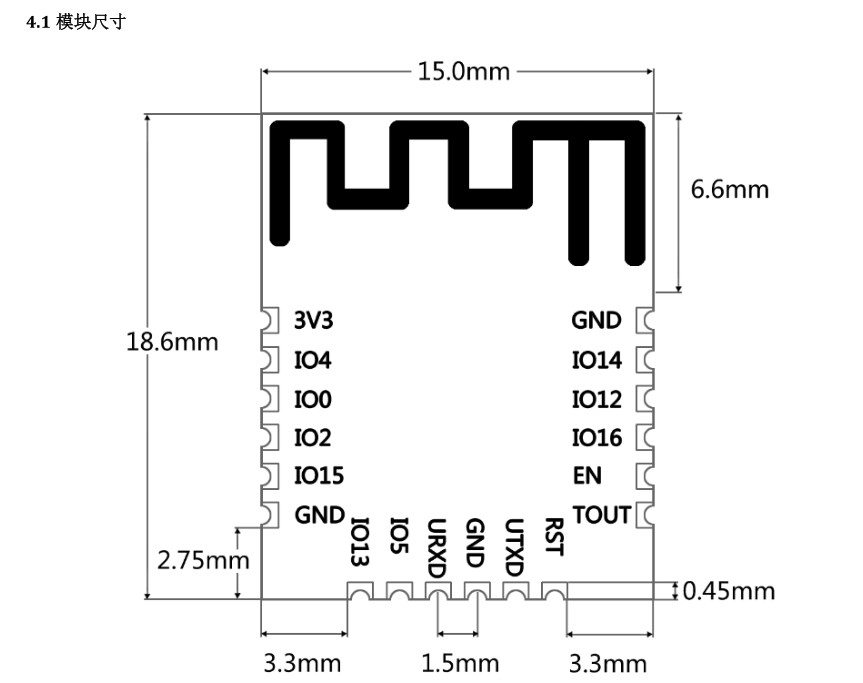 4.1 模块尺寸
15.0mm
6.6mm
18.6mm
3V3
GND
IO4
IO14
IO0
IO12
IO2
IO16
IO15
EN
GND
TOUT
IO13
IO5
URXD
GND
UTXD
RST
2.75mm
0.45mm
3.3mm
1.5mm
3.3mm